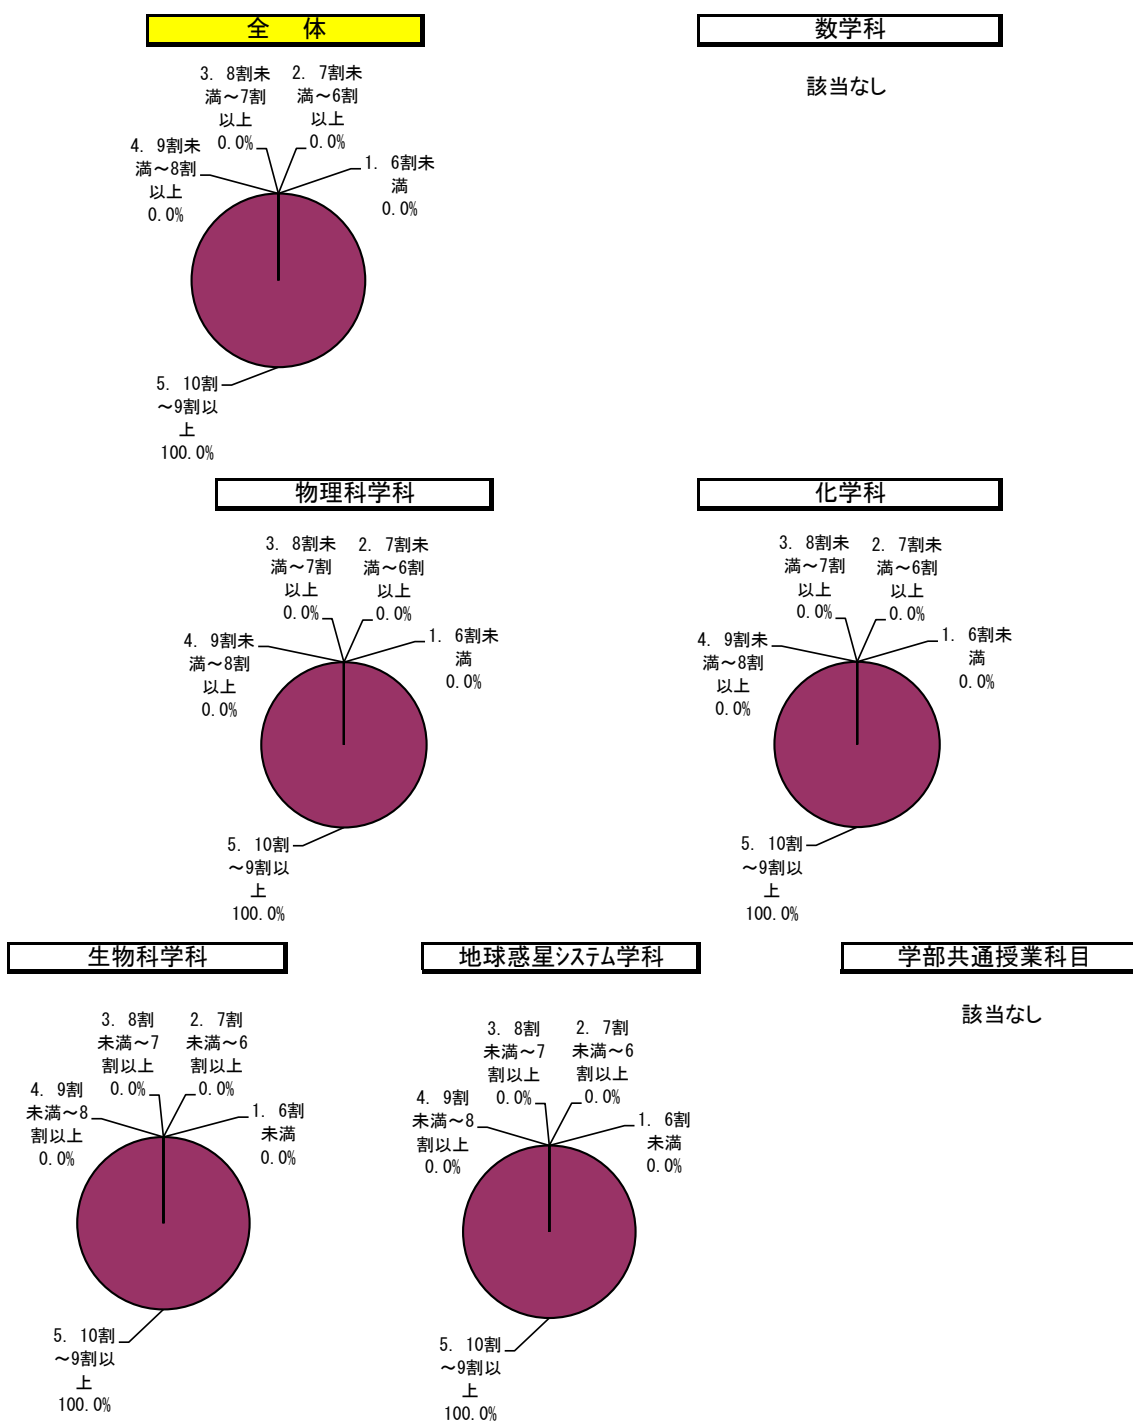 全　体
数学科
3. 8割未
満～7割
以上
0.0%
2. 7割未
満～6割
以上
0.0%
該当なし
4. 9割未
満～8割
以上
0.0%
1. 6割未
満
0.0%
5. 10割
～9割以
上
100.0%
物理科学科
化学科
3. 8割未
満～7割
以上
0.0%
2. 7割未
満～6割
以上
0.0%
4. 9割未
満～8割
以上
0.0%
1. 6割未
満
0.0%
5. 10割
～9割以
上
100.0%
3. 8割未
満～7割
以上
0.0%
2. 7割未
満～6割
以上
0.0%
4. 9割未
満～8割
以上
0.0%
1. 6割未
満
0.0%
5. 10割
～9割以
上
100.0%
生物科学科
地球惑星システム学科
学部共通授業科目
3. 8割
未満～7
割以上
0.0%
2. 7割
未満～6
割以上
0.0%
4. 9割
未満～8
割以上
0.0%
1. 6割
未満
0.0%
5. 10割
～9割以
上
100.0%
3. 8割
未満～7
割以上
0.0%
2. 7割
未満～6
割以上
0.0%
4. 9割
未満～8
割以上
0.0%
1. 6割
未満
0.0%
5. 10割
～9割以
上
100.0%
該当なし